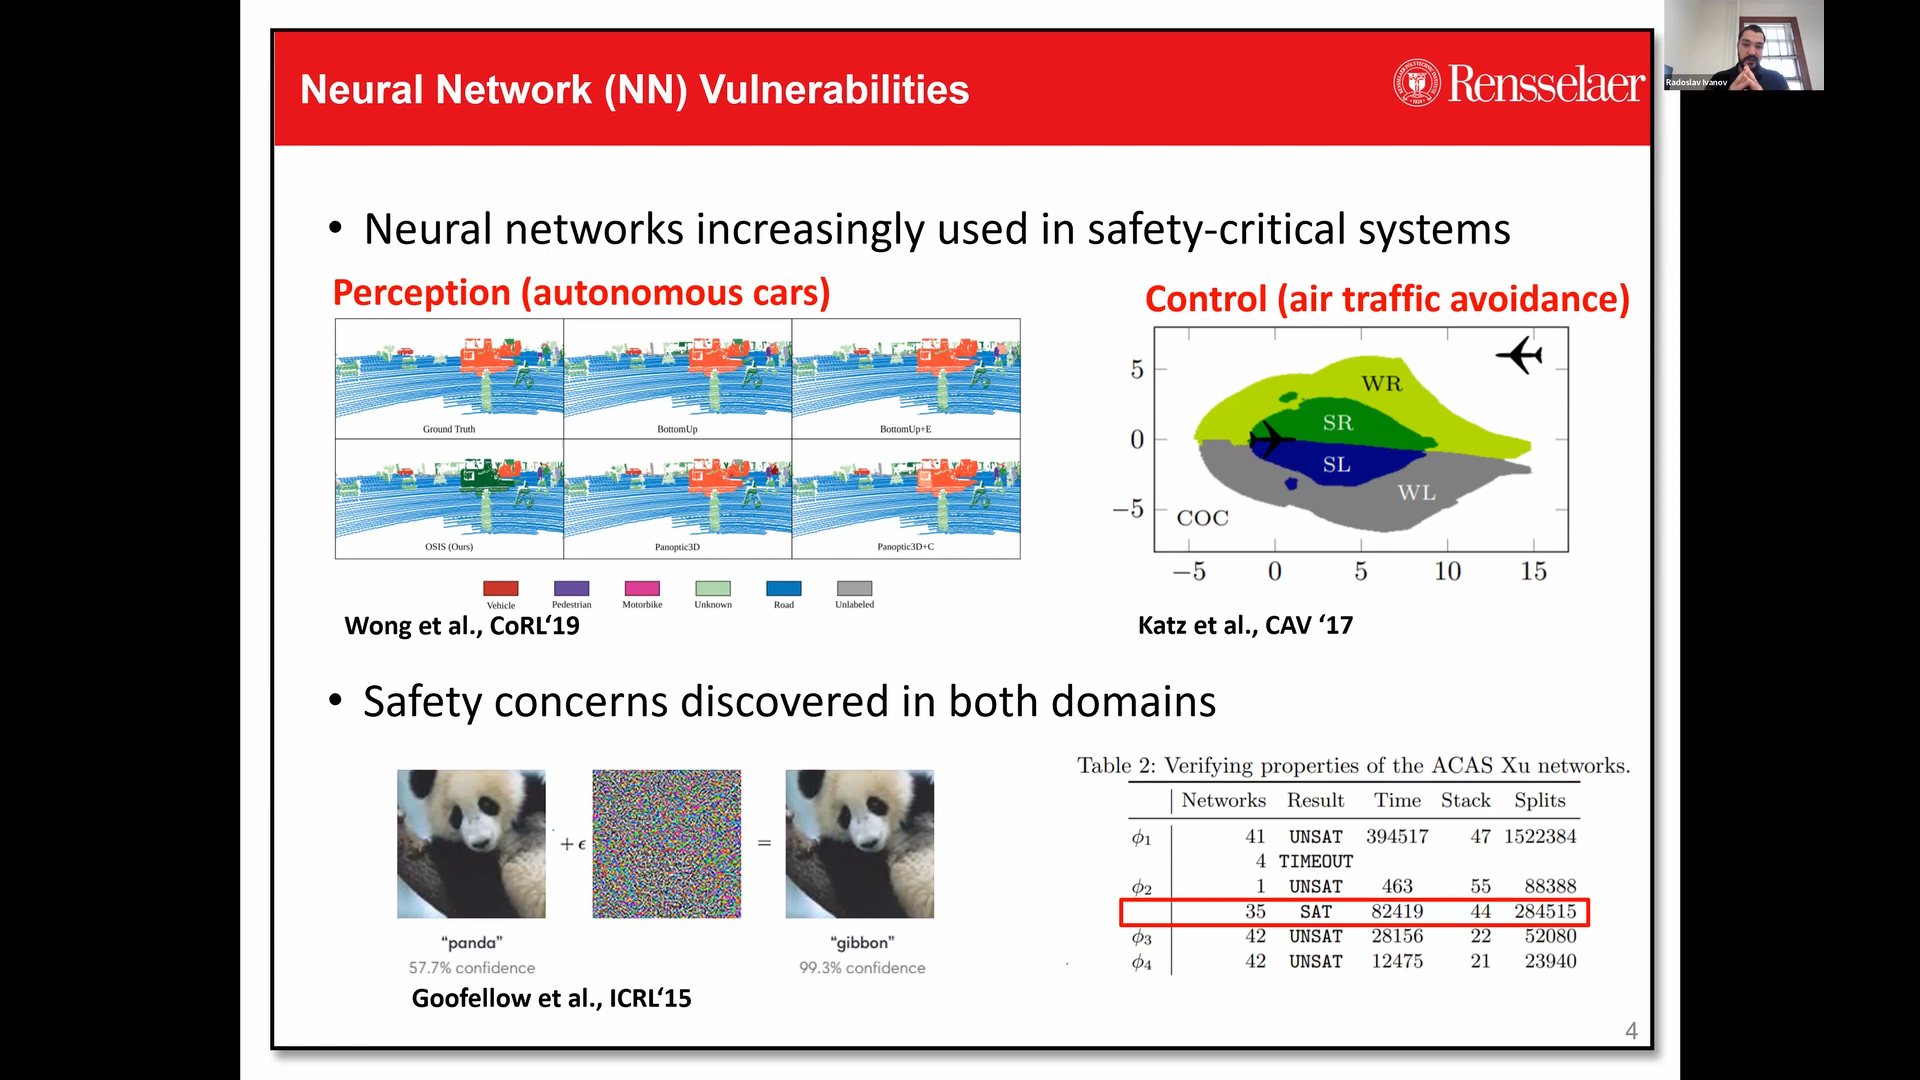 Neural Network (NN) Vulnerabilities
Rensselaer
Radoslav Ivanov
• Neural networks increasingly used in safety-critical systems
Perception (autonomous cars)
Ground Truth
BottomUp
BottomUp+E
OSIS (Ours)
Panoptic3D
Panoptic3D+C
Vehicle
Pedestrian
Motorbike
Unknown
Road
Unlabeled
Wong et al., CoRL‘19
Control (air traffic avoidance)
5
0
−5
WR
SR
SL
WL
COC
−5 0 5 10 15
Katz et al., CAV ‘17
• Safety concerns discovered in both domains
+ ϵ
=
“panda”
57.7% confidence
“gibbon”
99.3% confidence
Goofellow et al., ICRL‘15
Table 2: Verifying properties of the ACAS Xu networks.
Networks Result Time Stack Splits
ϕ1 41 UNSAT 394517 47 1522384
4 TIMEOUT
ϕ2 1 UNSAT 463 55 88388
35 SAT 82419 44 284515
ϕ3 42 UNSAT 28156 22 52080
ϕ4 42 UNSAT 12475 21 23940
4